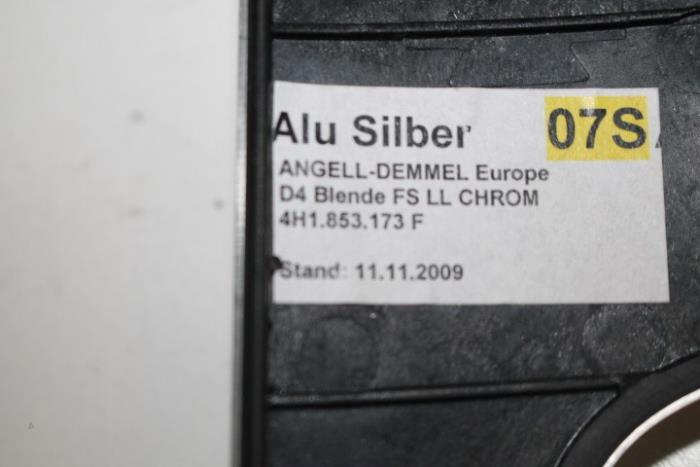 Alu Silber 07S
ANGELL-DEMMEL Europe
D4 Blende FS LL CHROM
4H1.853.173 F
Stand: 11.11.2009